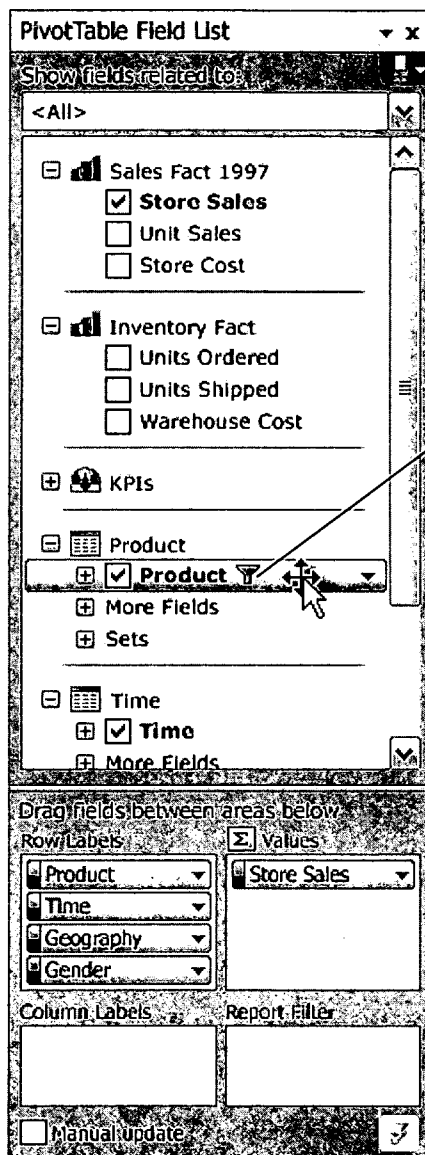 PivotTable Field List
Show fields related to:
<All>
Sales Fact 1997
Store Sales
Unit Sales
Store Cost
Inventory Fact
Units Ordered
Units Shipped
Warehouse Cost
KPIs
Product
Product
More Fields
Sets
Time
Time
More Fields
Drag fields between areas below
Row Labels
Σ Values
Product
Store Sales
Time
Geography
Gender
Column Labels
Report Filter
Manual update